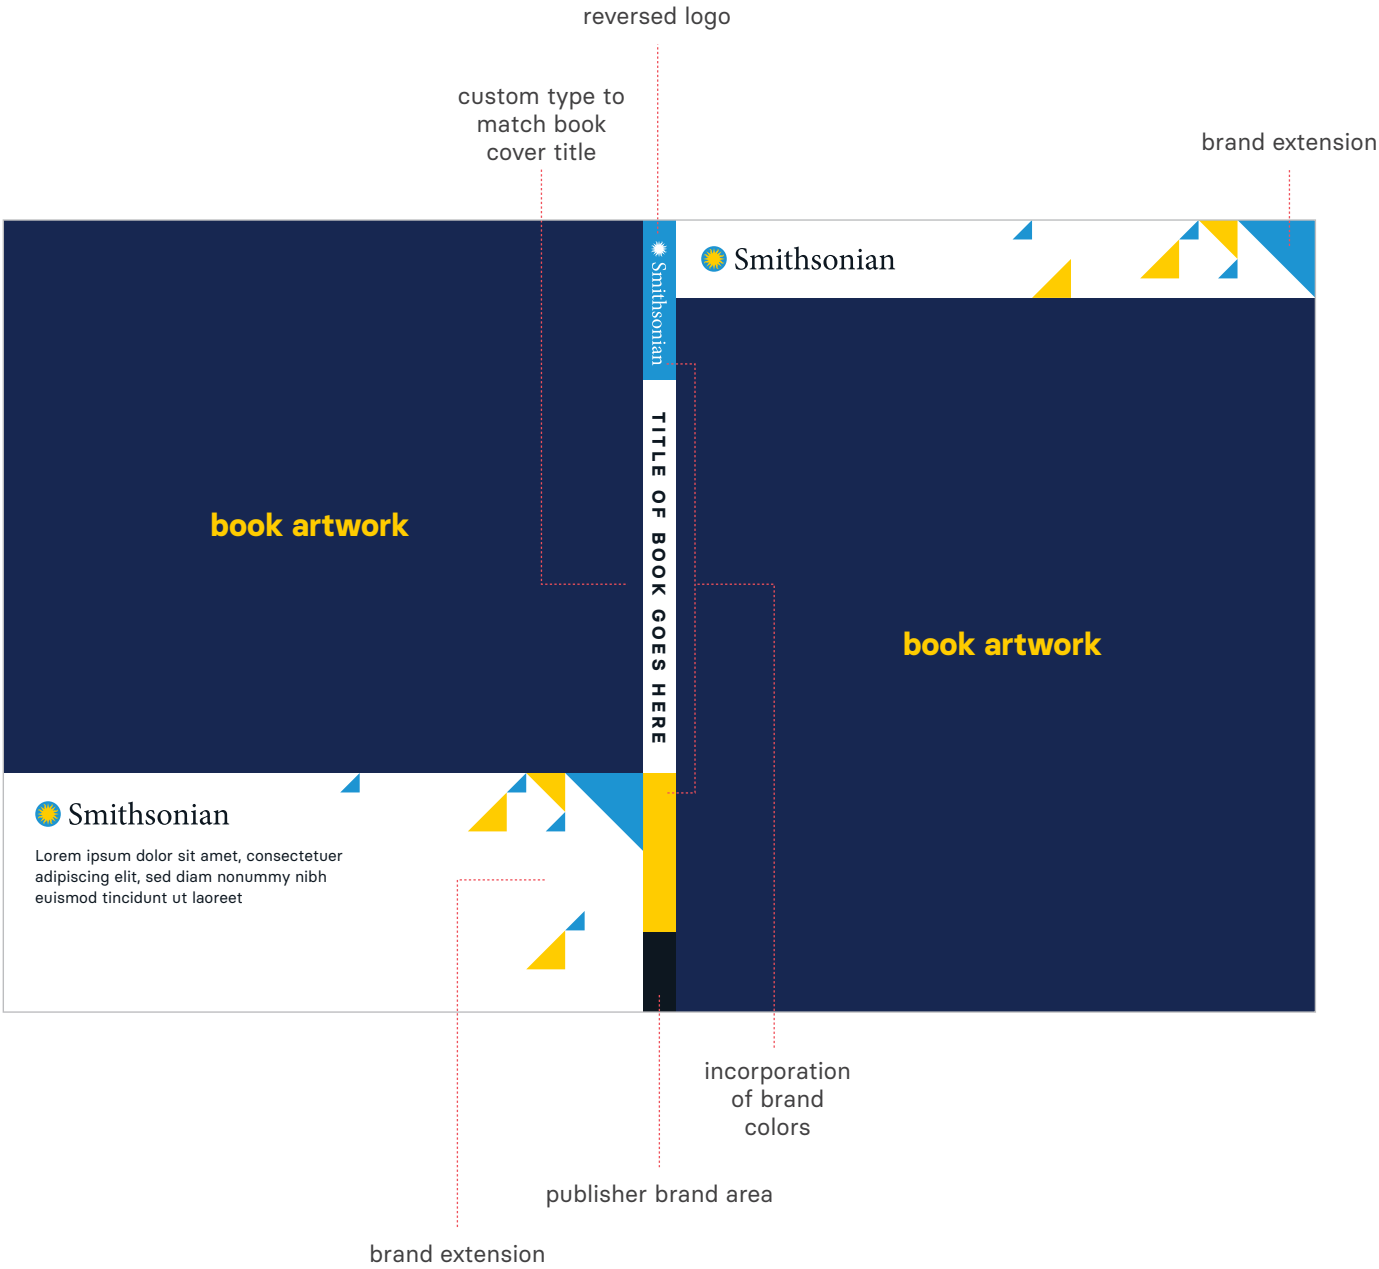 reversed logo
custom type to
match book
cover title
brand extension
Smithsonian
Smithsonian
TITLE OF BOOK GOES HERE
book artwork
book artwork
Smithsonian
Lorem ipsum dolor sit amet, consectetuer
adipiscing elit, sed diam nonummy nibh
euismod tincidunt ut laoreet
incorporation
of brand
colors
publisher brand area
brand extension